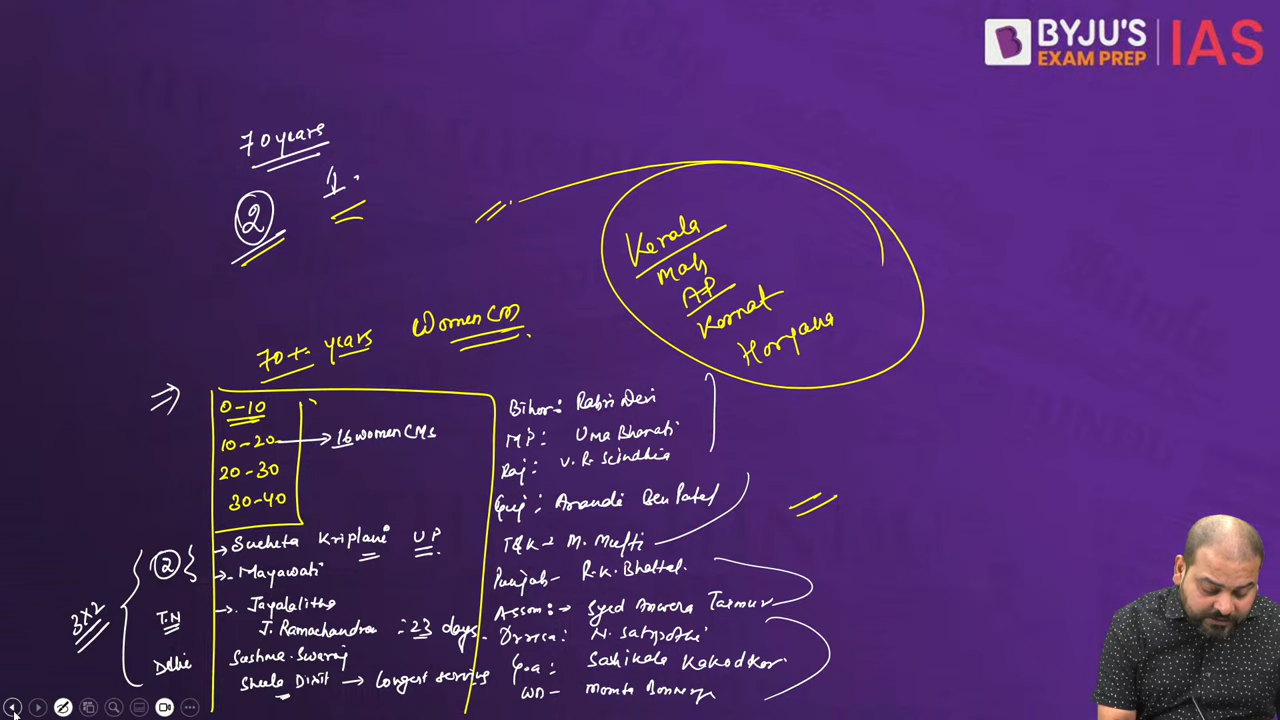 BYJU'S IAS
EXAM PREP
70 years
2 1.
Kerala
Mah
AP
Karnat
Haryana
70+ years Women CM
0-10
10-20 → 16 women CMs
20-30
30-40
→ Sucheta Kriplani UP
2 → Mayawati
→ Jayalalitha
T.N J. Ramachandra : 23 days.
3x2
Sushma Swaraj
Delhi Sheela Dixit → longest serving
Bihar: Rabri Devi
MP: Uma Bharati
Raj: V. R. Scindhia
Guj: Anandi Ben Patel
J&K → M. Mufti
Punjab - R.K. Bhattal.
Assam: → Syed Anwera Taimur
Orissa: N. Satpathi
Goa: Sashikala Kakodkar
WB - Mamta Bannerje